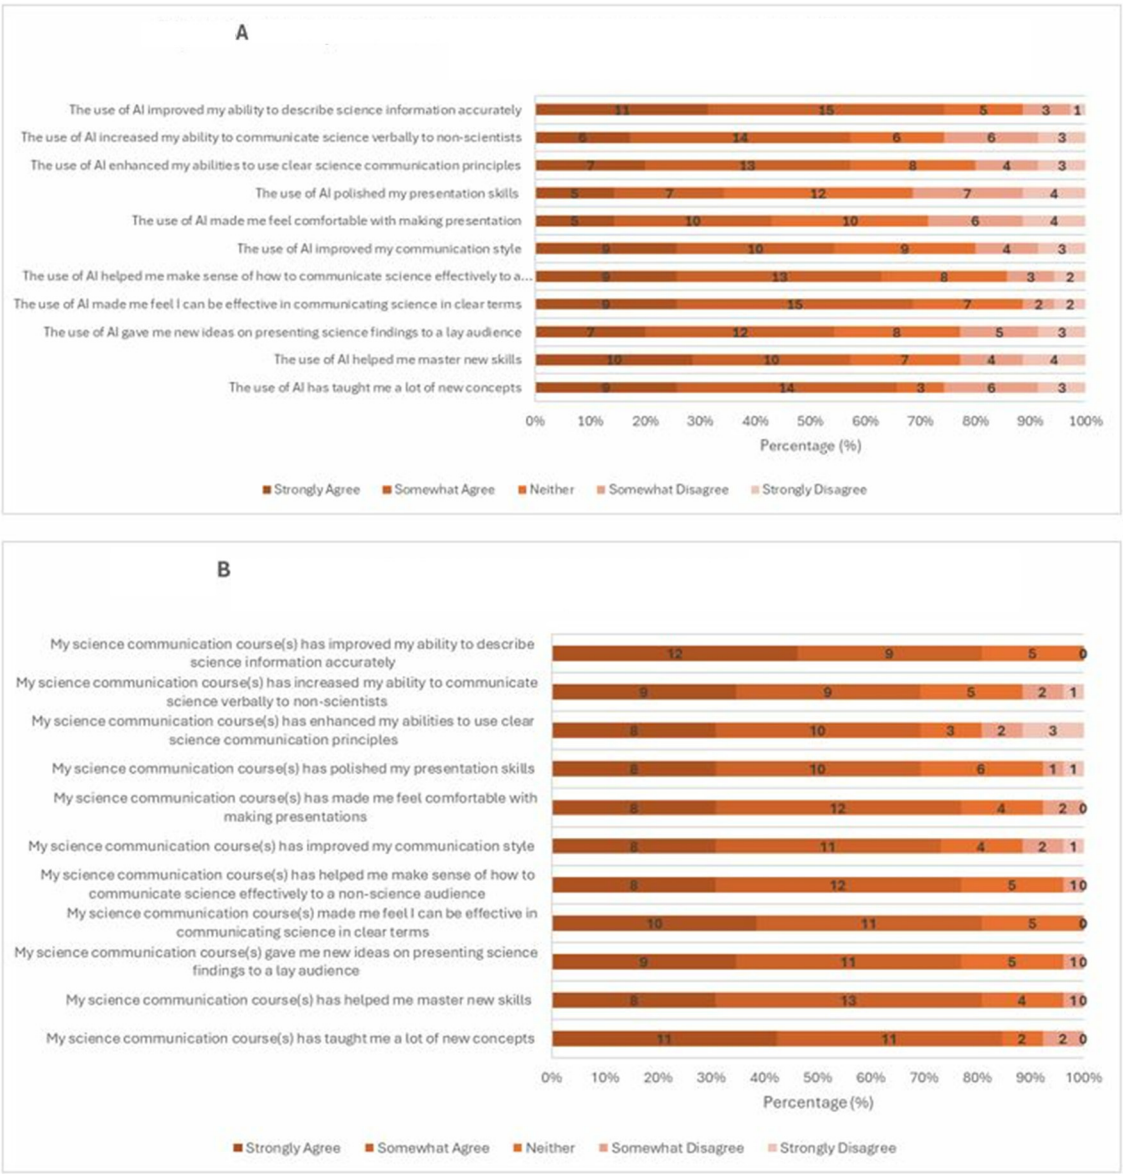 A
The use of AI improved my ability to describe science information accurately
11 15 5 3 1
The use of AI increased my ability to communicate science verbally to non-scientists
6 14 6 6 3
The use of AI enhanced my abilities to use clear science communication principles
7 13 8 4 3
The use of AI polished my presentation skills
5 7 12 7 4
The use of AI made me feel comfortable with making presentation
5 10 10 6 4
The use of AI improved my communication style
9 10 9 4 3
The use of AI helped me make sense of how to communicate science effectively to a...
9 13 8 3 2
The use of AI made me feel I can be effective in communicating science in clear terms
9 15 7 2 2
The use of AI gave me new ideas on presenting science findings to a lay audience
7 12 8 5 3
The use of AI helped me master new skills
10 10 7 4 4
The use of AI has taught me a lot of new concepts
9 14 3 6 3
0% 10% 20% 30% 40% 50% 60% 70% 80% 90% 100%
Percentage (%)
Strongly Agree Somewhat Agree Neither Somewhat Disagree Strongly Disagree
B
My science communication course(s) has improved my ability to describe
science information accurately
12 9 5 0
My science communication course(s) has increased my ability to communicate
science verbally to non-scientists
9 9 5 2 1
My science communication course(s) has enhanced my abilities to use clear
science communication principles
8 10 3 2 3
My science communication course(s) has polished my presentation skills
8 10 6 1 1
My science communication course(s) has made me feel comfortable with
making presentations
8 12 4 2 0
My science communication course(s) has improved my communication style
8 11 4 2 1
My science communication course(s) has helped me make sense of how to
communicate science effectively to a non-science audience
8 12 5 1 0
My science communication course(s) made me feel I can be effective in
communicating science in clear terms
10 11 5 0
My science communication course(s) gave me new ideas on presenting science
findings to a lay audience
9 11 5 1 0
My science communication course(s) has helped me master new skills
8 13 4 1 0
My science communication course(s) has taught me a lot of new concepts
11 11 2 2 0
0% 10% 20% 30% 40% 50% 60% 70% 80% 90% 100%
Percentage (%)
Strongly Agree Somewhat Agree Neither Somewhat Disagree Strongly Disagree